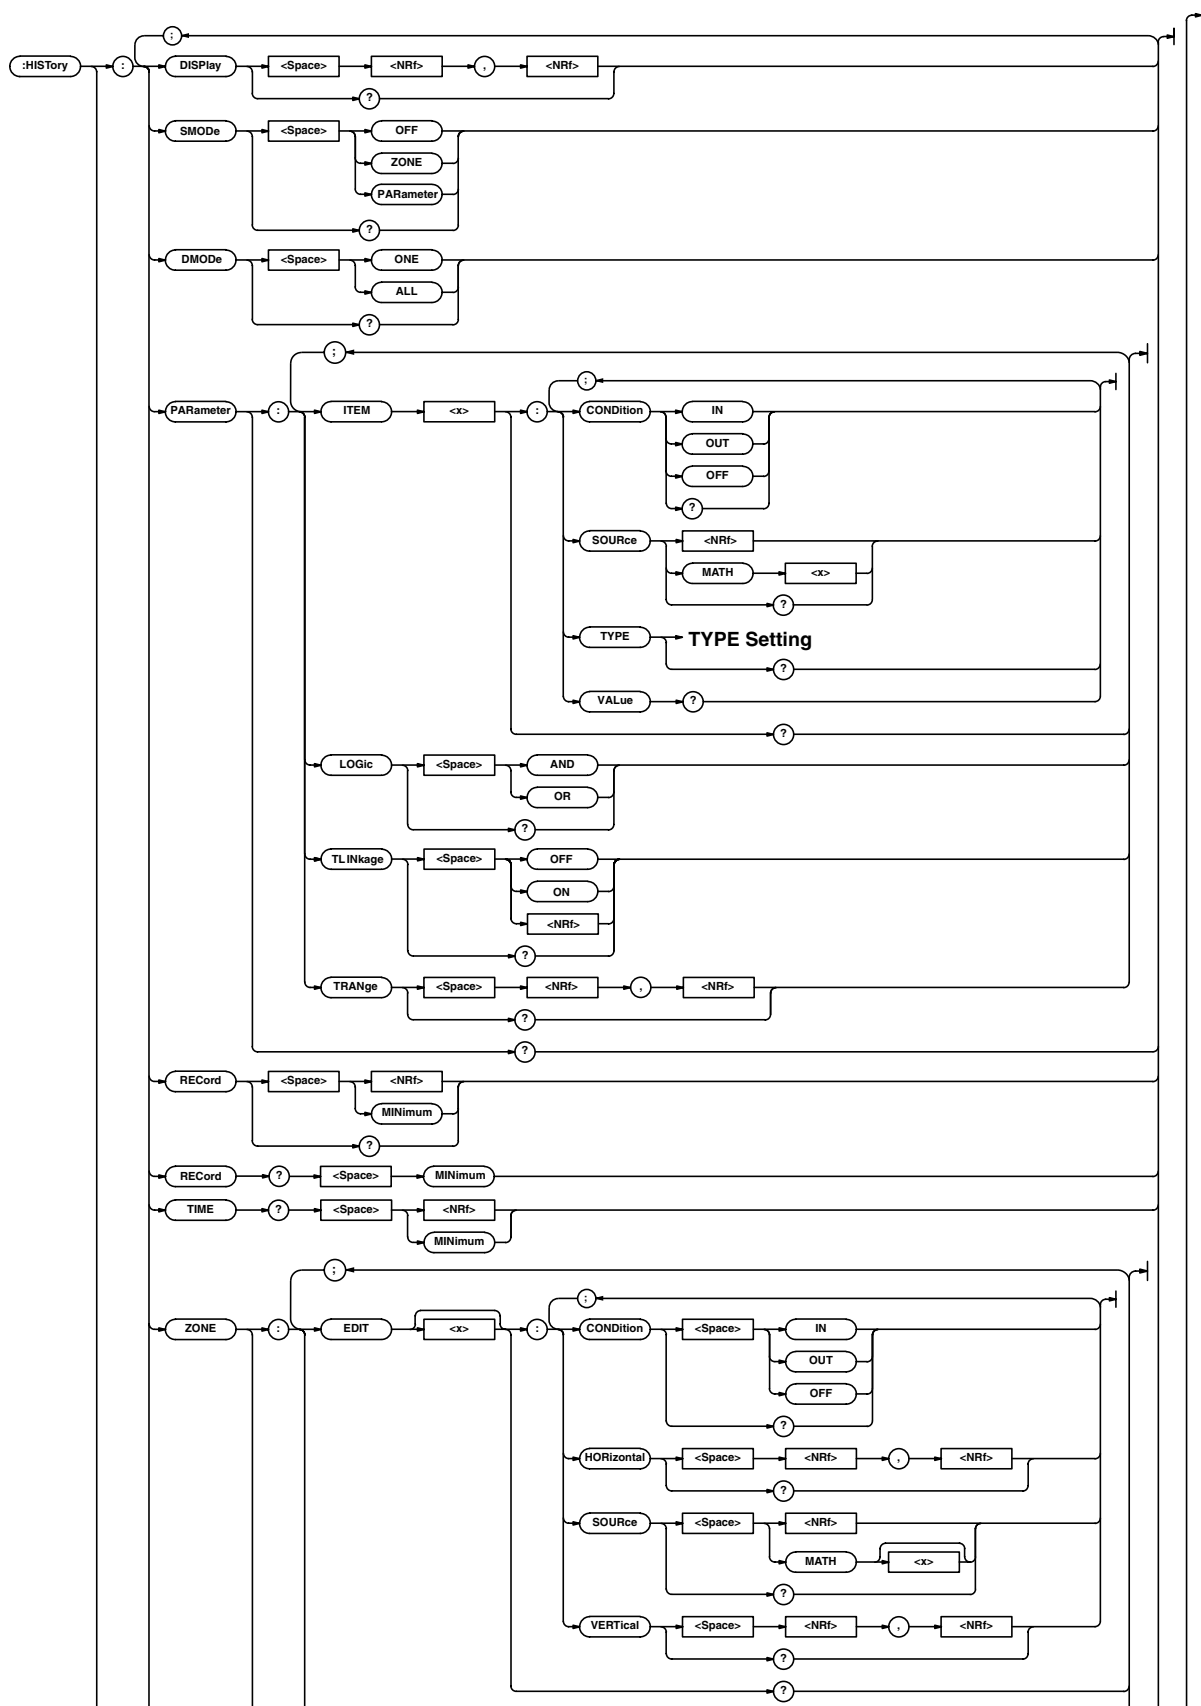 ;
:HISTory : DISPlay <Space> <NRf> , <NRf>
?
SMODe <Space> OFF
ZONE
PARameter
?
DMODe <Space> ONE
ALL
?
;
;
PARameter : ITEM <x> : CONDition IN
OUT
OFF
?
SOURce <NRf>
MATH <x>
?
TYPE TYPE Setting
?
VALue ?
?
LOGic <Space> AND
OR
?
TLINkage <Space> OFF
ON
<NRf>
?
TRANge <Space> <NRf> , <NRf>
?
?
RECord <Space> <NRf>
MINimum
?
RECord ? <Space> MINimum
TIME ? <Space> <NRf>
MINimum
;
;
ZONE : EDIT <x> : CONDition <Space> IN
OUT
OFF
?
HORizontal <Space> <NRf> , <NRf>
?
SOURce <Space> <NRf>
MATH <x>
?
VERTical <Space> <NRf> , <NRf>
?
?